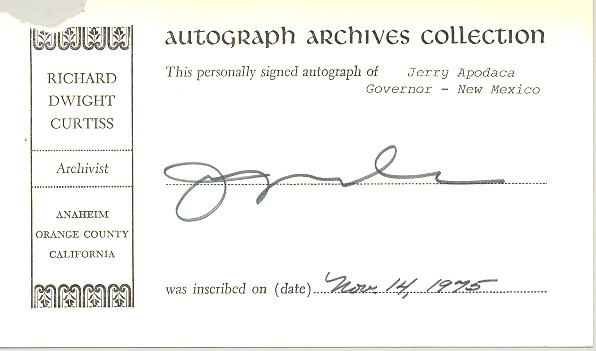 autograph archives collection
RICHARD
DWIGHT
CURTISS
Archivist
ANAHEIM
ORANGE COUNTY
CALIFORNIA
This personally signed autograph of Jerry Apodaca
Governor - New Mexico
was inscribed on (date) Nov. 14, 1975